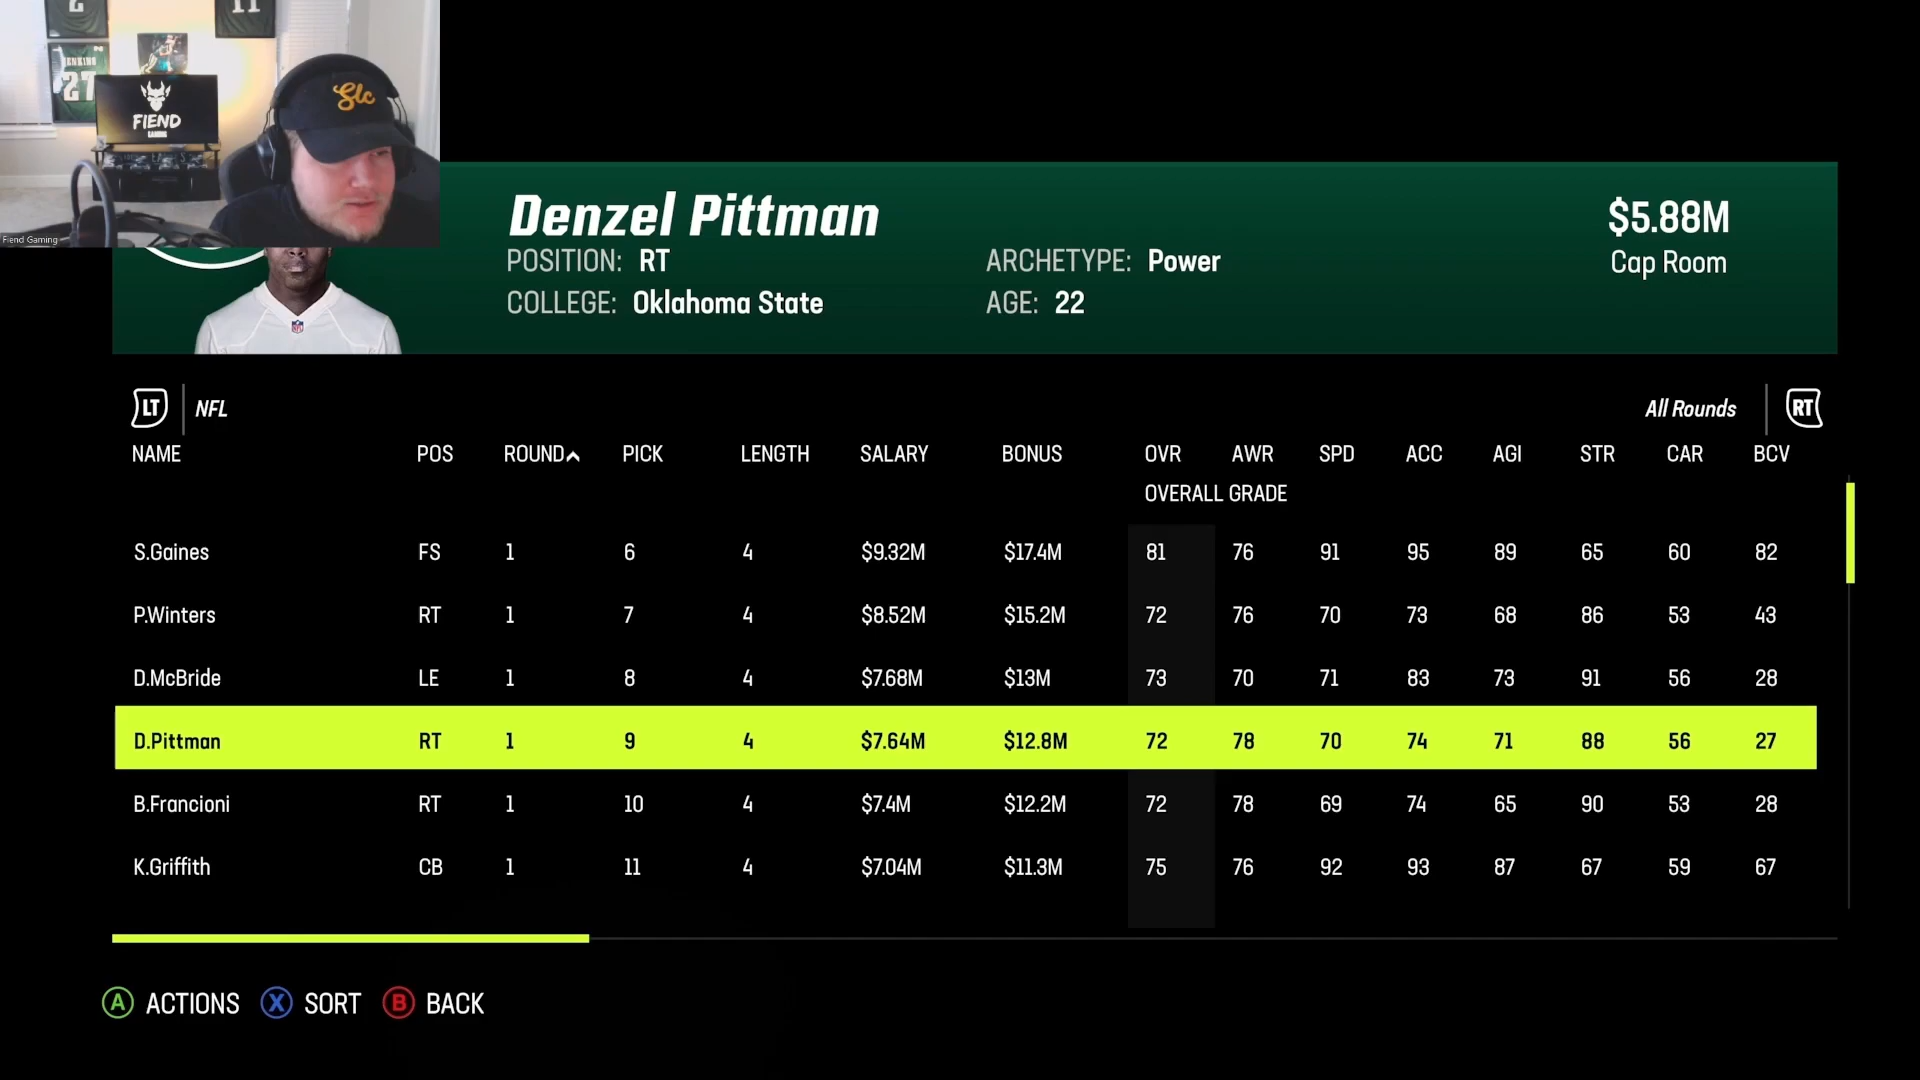 2
11
JENKINS
27
Slc
FIEND
GAMING
Fiend Gaming
Denzel Pittman
POSITION: RT
COLLEGE: Oklahoma State
ARCHETYPE: Power
AGE: 22
$5.88M
Cap Room
LT NFL
All Rounds RT
NAME POS ROUND PICK LENGTH SALARY BONUS OVR AWR SPD ACC AGI STR CAR BCV
OVERALL GRADE
S.Gaines FS 1 6 4 $9.32M $17.4M 81 76 91 95 89 65 60 82
P.Winters RT 1 7 4 $8.52M $15.2M 72 76 70 73 68 86 53 43
D.McBride LE 1 8 4 $7.68M $13M 73 70 71 83 73 91 56 28
D.Pittman RT 1 9 4 $7.64M $12.8M 72 78 70 74 71 88 56 27
B.Francioni RT 1 10 4 $7.4M $12.2M 72 78 69 74 65 90 53 28
K.Griffith CB 1 11 4 $7.04M $11.3M 75 76 92 93 87 67 59 67
A ACTIONS X SORT B BACK